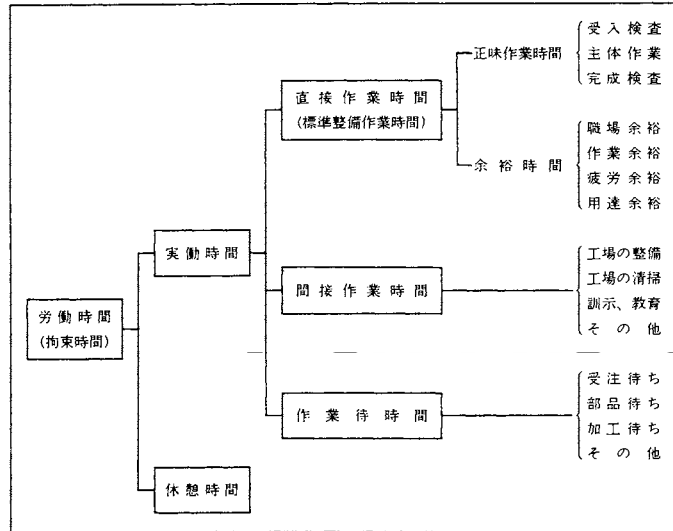 受入検査
正味作業時間
主体作業
完成検査
直接作業時間
(標準整備作業時間)
職場余裕
作業余裕
余裕時間
疲労余裕
用達余裕
実働時間
工場の整備
工場の清掃
間接作業時間
訓示、教育
その他
労働時間
(拘束時間)
受注待ち
部品待ち
作業待時間
加工待ち
その他
休憩時間